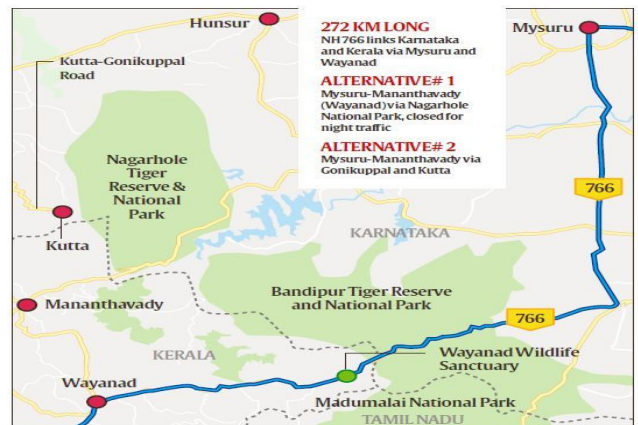 Hunsur
272 KM LONG
NH 766 links Karnataka
and Kerala via Mysuru and
Wayanad
ALTERNATIVE# 1
Mysuru-Mananthavady
(Wayanad) via Nagarhole
National Park, closed for
night traffic
ALTERNATIVE# 2
Mysuru-Mananthavady via
Gonikuppal and Kutta
Mysuru
Kutta-Gonikuppal
Road
Nagarhole
Tiger
Reserve &
National
Park
766
Kutta
KARNATAKA
Mananthavady
Bandipur Tiger Reserve
and National Park
766
KERALA
Wayanad Wildlife
Sanctuary
Wayanad
Madumalai National Park
TAMIL NADU